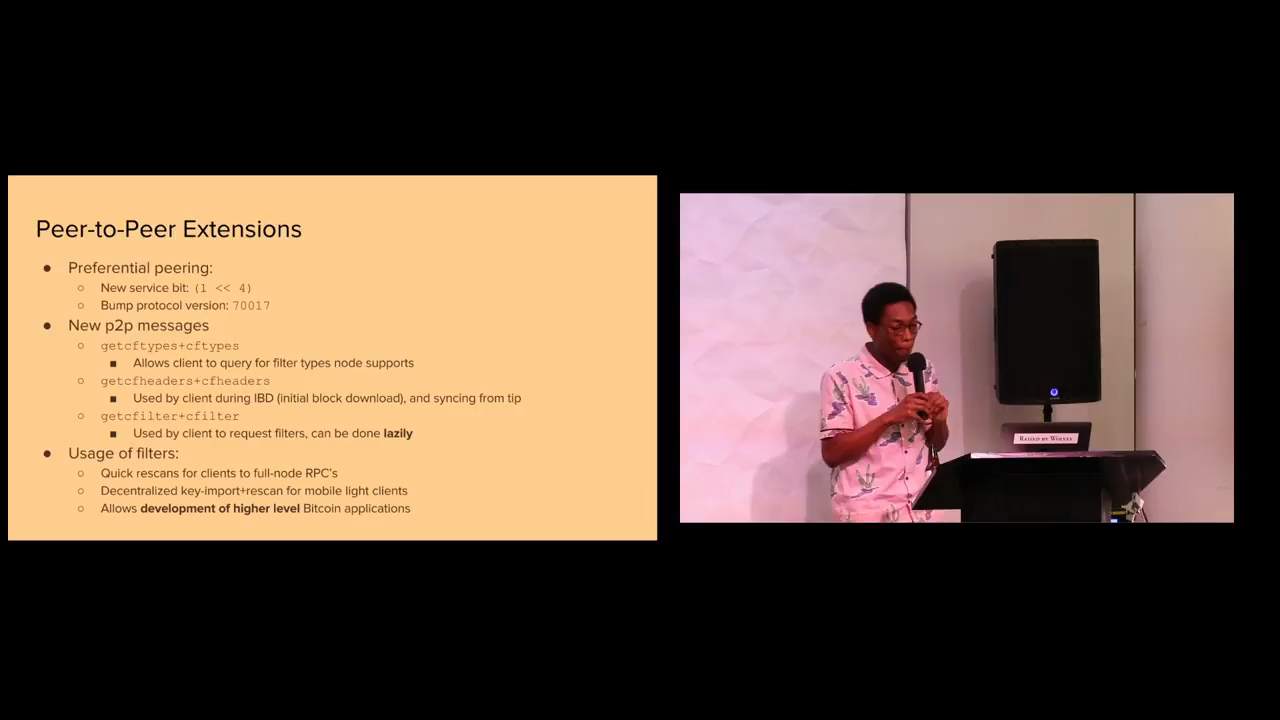 Peer-to-Peer Extensions
● Preferential peering:
○ New service bit: (1 << 4)
○ Bump protocol version: 70017
● New p2p messages
○ getcftypes+cftypes
■ Allows client to query for filter types node supports
○ getcfheaders+cfheaders
■ Used by client during IBD (initial block download), and syncing from tip
○ getcfilter+cfilter
■ Used by client to request filters, can be done lazily
● Usage of filters:
○ Quick rescans for clients to full-node RPC's
○ Decentralized key-import+rescan for mobile light clients
○ Allows development of higher level Bitcoin applications
RAISED BY WOLVES